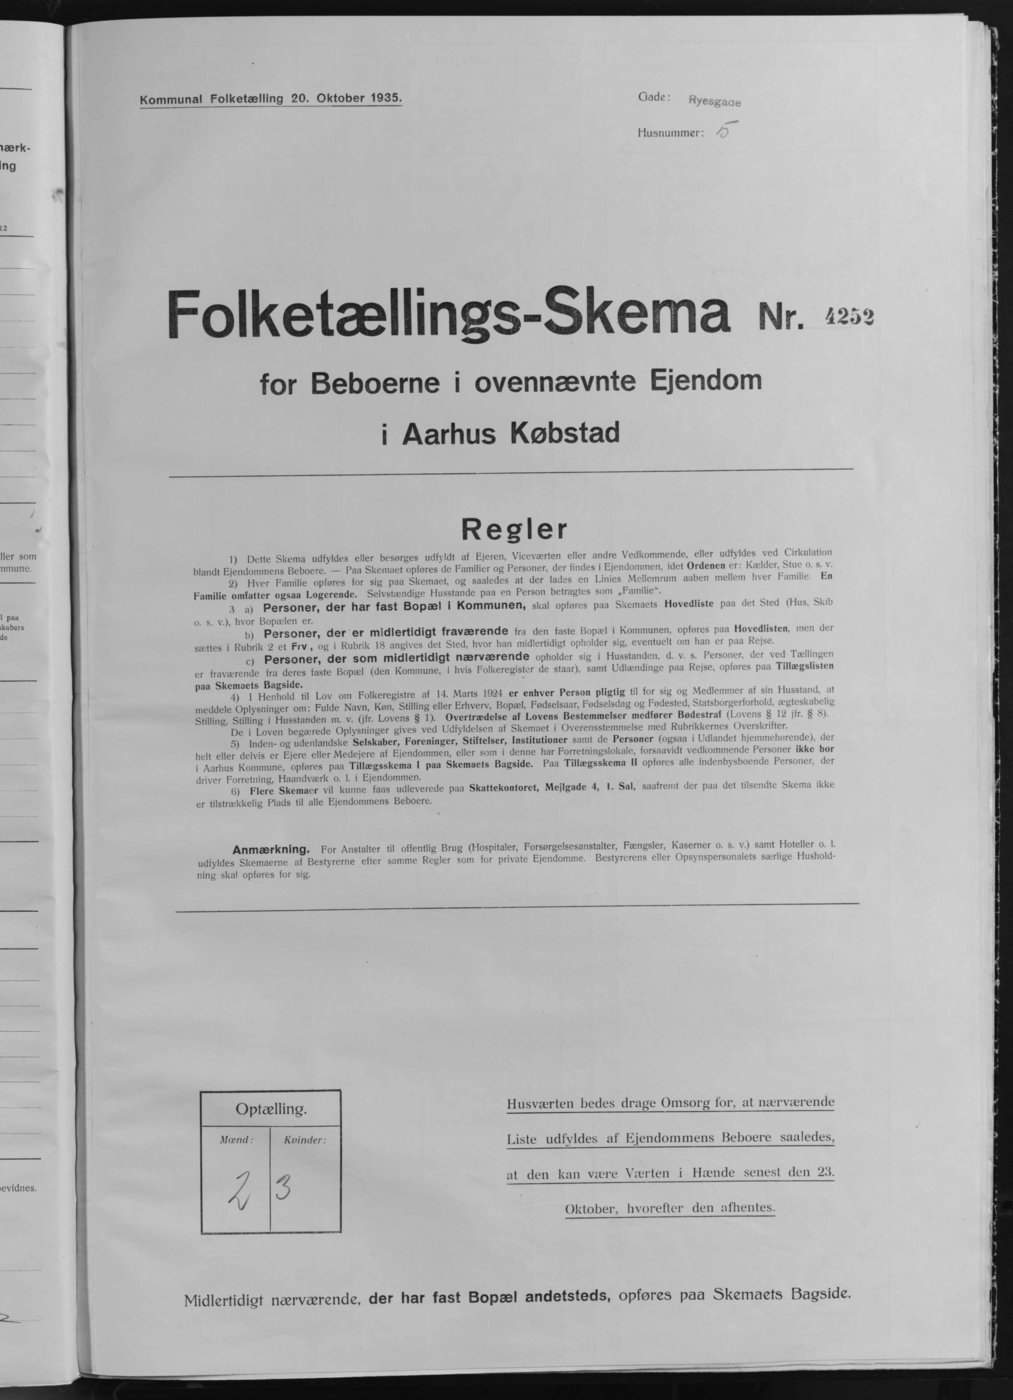 mærk-
ing
12
ller som
mmune.
l paa
skabers
de
evidnes.
Kommunal Folketælling 20. Oktober 1935.
Gade: Ryesgade
Husnummer: 5
Folketællings-Skema Nr. 4252
for Beboerne i ovennævnte Ejendom
i Aarhus Købstad
Regler
1) Dette Skema udfyldes eller besørges udfyldt af Ejeren, Viceværten eller andre Vedkommende, eller udfyldes ved Cirkulation
blandt Ejendommens Beboere. — Paa Skemaet opføres de Familier og Personer, der findes i Ejendommen, idet Ordenen er: Kælder, Stue o. s. v.
2) Hver Familie opføres for sig paa Skemaet, og saaledes at der lades en Linies Mellemrum aaben mellem hver Familie. En
Familie omfatter ogsaa Logerende. Selvstændige Husstande paa en Person betragtes som „Familie“.
3 a) Personer, der har fast Bopæl i Kommunen, skal opføres paa Skemaets Hovedliste paa det Sted (Hus, Skib
o. s. v.), hvor Bopælen er.
b) Personer, der er midlertidigt fraværende fra den faste Bopæl i Kommunen, opføres paa Hovedlisten, men der
sættes i Rubrik 2 et Frv, og i Rubrik 18 angives det Sted, hvor han midlertidigt opholder sig, eventuelt om han er paa Rejse.
c) Personer, der som midlertidigt nærværende opholder sig i Husstanden, d. v. s. Personer, der ved Tællingen
er fraværende fra deres faste Bopæl (den Kommune, i hvis Folkeregister de staar), samt Udlændinge paa Rejse, opføres paa Tillægslisten
paa Skemaets Bagside.
4) I Henhold til Lov om Folkeregistre af 14. Marts 1924 er enhver Person pligtig til for sig og Medlemmer af sin Husstand, at
meddele Oplysninger om: Fulde Navn, Køn, Stilling eller Erhverv, Bopæl, Fødselsaar, Fødselsdag og Fødested, Statsborgerforhold, ægteskabelig
Stilling, Stilling i Husstanden m. v. (jfr. Lovens § 1). Overtrædelse af Lovens Bestemmelser medfører Bødestraf (Lovens § 12 jfr. § 8).
De i Loven begærede Oplysninger gives ved Udfyldelsen af Skemaet i Overensstemmelse med Rubrikkernes Overskrifter.
5) Inden- og udenlandske Selskaber, Foreninger, Stiftelser, Institutioner samt de Personer (ogsaa i Udlandet hjemmehørende), der
helt eller delvis er Ejere eller Medejere af Ejendommen, eller som i denne har Forretningslokale, forsaavidt vedkommende Personer ikke bor
i Aarhus Kommune, opføres paa Tillægsskema I paa Skemaets Bagside. Paa Tillægsskema II opføres alle indenbysboende Personer, der
driver Forretning, Haandværk o. l. i Ejendommen.
6) Flere Skemaer vil kunne faas udleverede paa Skattekontoret, Mejlgade 4, 1. Sal, saafremt der paa det tilsendte Skema ikke
er tilstrækkelig Plads til alle Ejendommens Beboere.
Anmærkning. For Anstalter til offentlig Brug (Hospitaler, Forsørgelsesanstalter, Fængsler, Kaserner o. s. v.) samt Hoteller o. l.
udfyldes Skemaerne af Bestyrerne efter samme Regler som for private Ejendomme. Bestyrerens eller Opsynspersonalets særlige Hushold-
ning skal opføres for sig.
Optælling.
Mænd: Kvinder:
2 3
Husværten bedes drage Omsorg for, at nærværende
Liste udfyldes af Ejendommens Beboere saaledes,
at den kan være Værten i Hænde senest den 23.
Oktober, hvorefter den afhentes.
Midlertidigt nærværende, der har fast Bopæl andetsteds, opføres paa Skemaets Bagside.